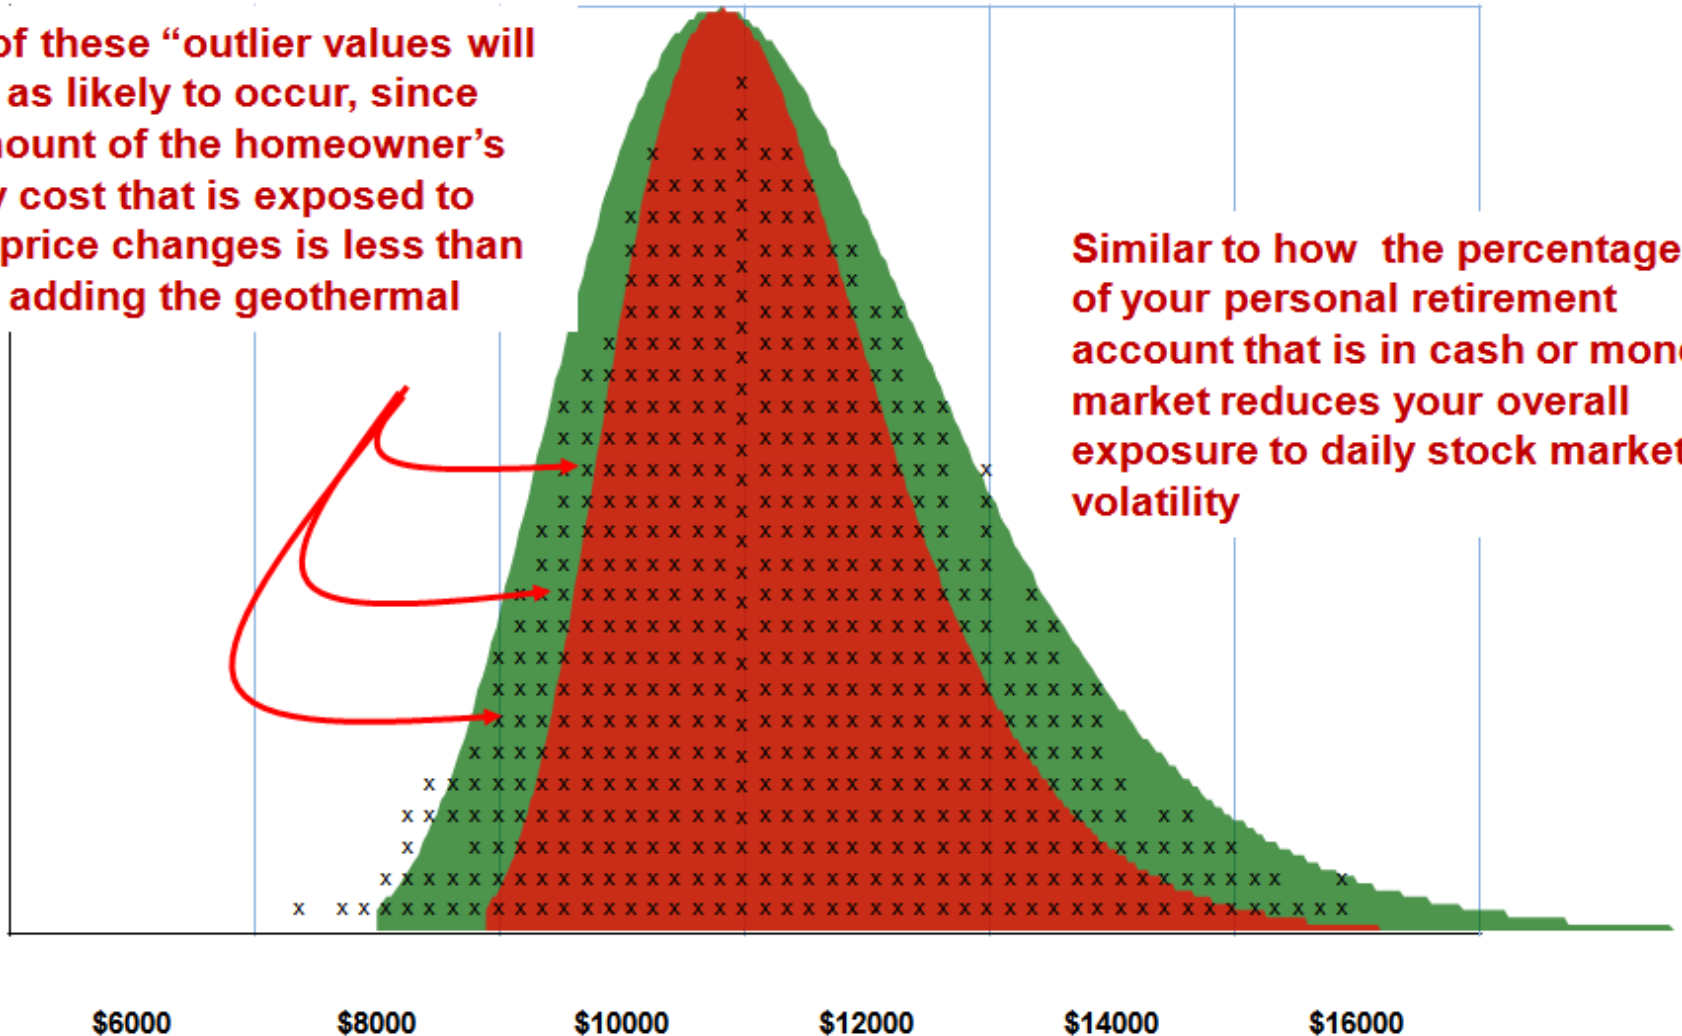 of these “outlier values will
as likely to occur, since
ount of the homeowner’s
cost that is exposed to
price changes is less than
adding the geothermal
Similar to how the percentage
of your personal retirement
account that is in cash or mon
market reduces your overall
exposure to daily stock market
volatility
$6000 $8000 $10000 $12000 $14000 $16000